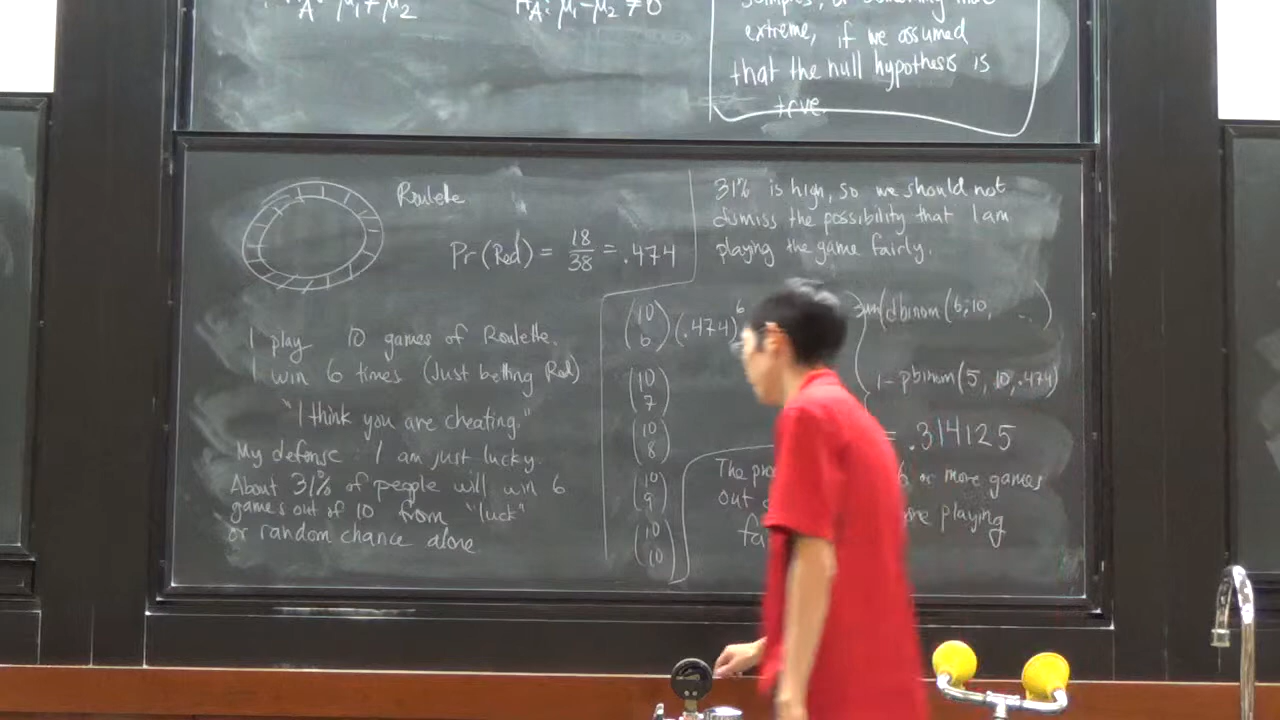 H_A: μ₁ ≠ μ₂
H_A: μ₁-μ₂ ≠ 0
extreme, if we assumed
that the null hypothesis is
true.
Roulette
Pr(Red) = 18/38 = .474
I play 10 games of Roulette.
I win 6 times (Just betting Red)
"I think you are cheating."
My defense: I am just lucky.
About 31% of people will win 6
games out of 10 from "luck"
or random chance alone
31% is high, so we should not
dismiss the possibility that I am
playing the game fairly.
(10 6)(.474)^6
(10 7)
(10 8)
(10 9)
(10 10)
(dbinom(6,10, ...)
1-pbinom(5, 10, .474)
= .314125
The
6 or more games
out
playing